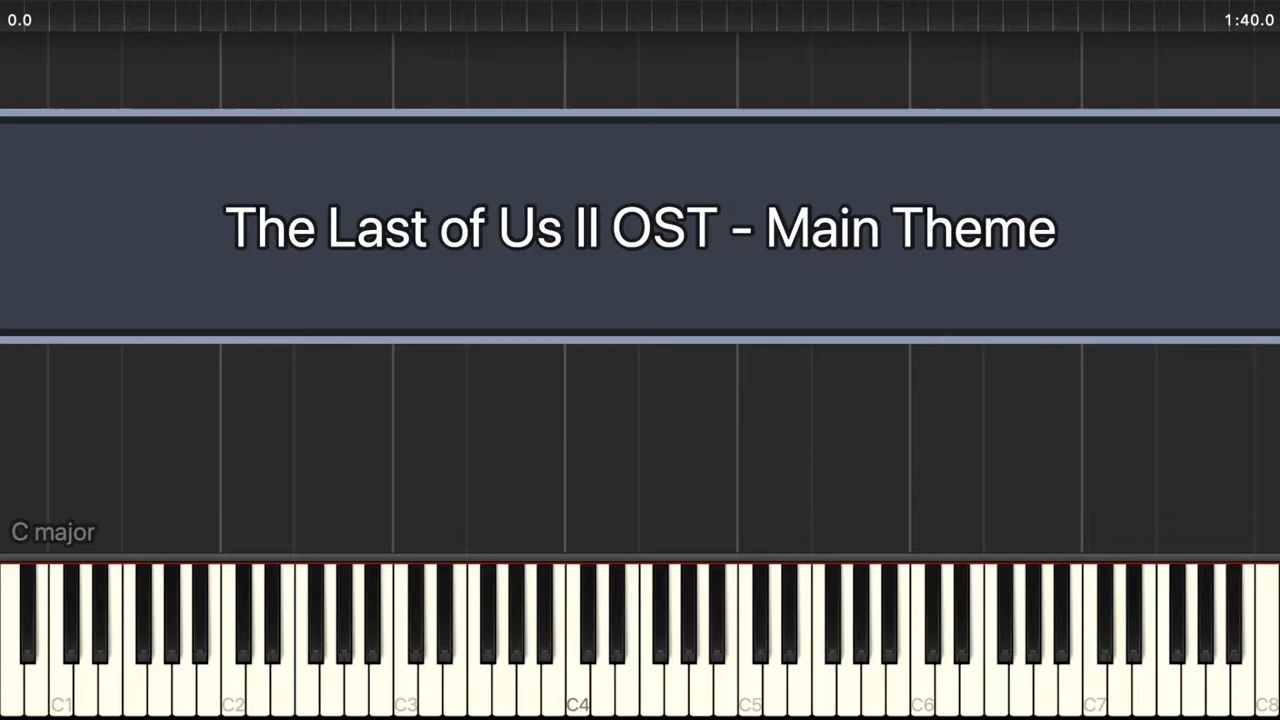 0.0 1:40.0
The Last of Us II OST - Main Theme
C major
C1 C2 C3 C4 C5 C6 C7 C8